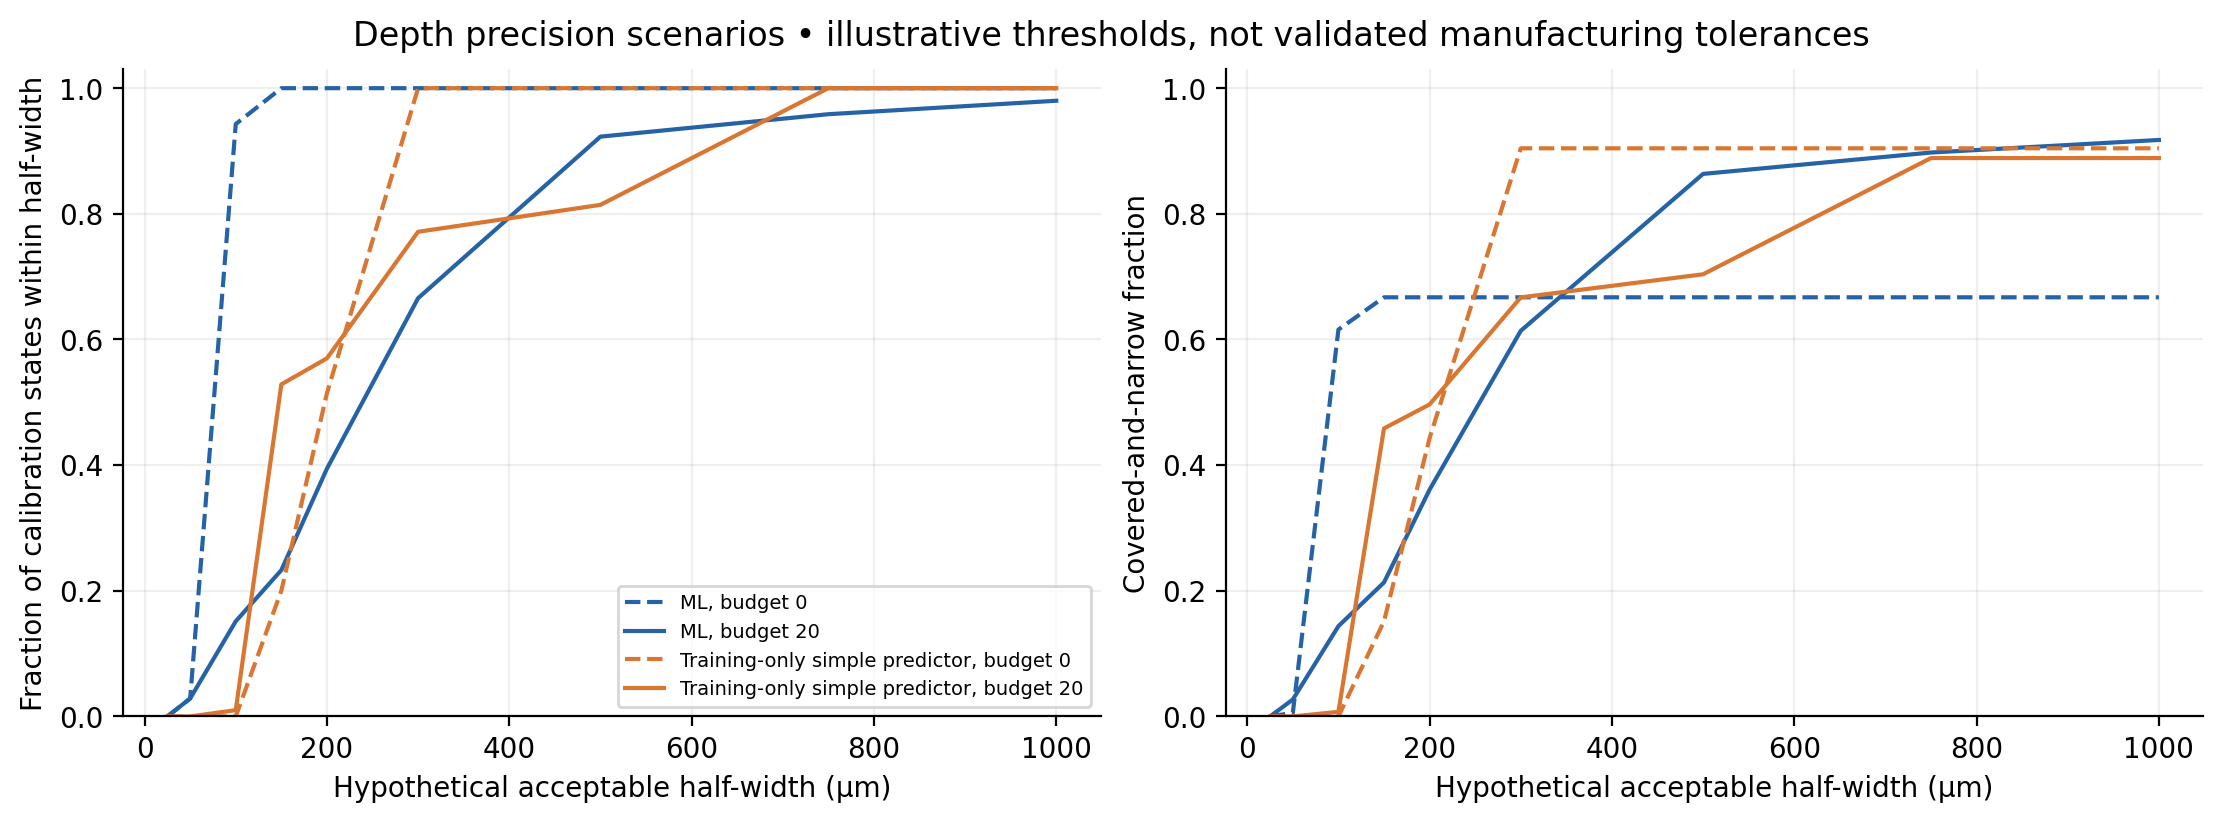 Depth precision scenarios • illustrative thresholds, not validated manufacturing tolerances
Fraction of calibration states within half-width
1.0
0.8
0.6
0.4
0.2
0.0
0 200 400 600 800 1000
Hypothetical acceptable half-width (µm)
ML, budget 0
ML, budget 20
Training-only simple predictor, budget 0
Training-only simple predictor, budget 20
Covered-and-narrow fraction
1.0
0.8
0.6
0.4
0.2
0.0
0 200 400 600 800 1000
Hypothetical acceptable half-width (µm)